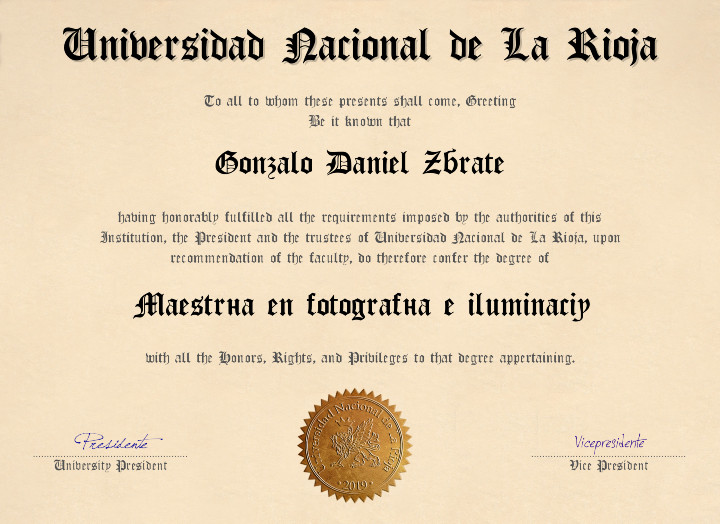 Universidad Nacional de La Rioja
To all to whom these presents shall come, Greeting
Be it known that
Gonzalo Daniel Zбrate
having honorably fulfilled all the requirements imposed by the authorities of this
Institution, the President and the trustees of Universidad Nacional de La Rioja, upon
recommendation of the faculty, do therefore confer the degree of
Maestrнa en fotografнa e iluminaciу
with all the Honors, Rights, and Privileges to that degree appertaining.
Universidad Nacional de La Rioja
2019
Presidente
University President
Vicepresidente
Vice President